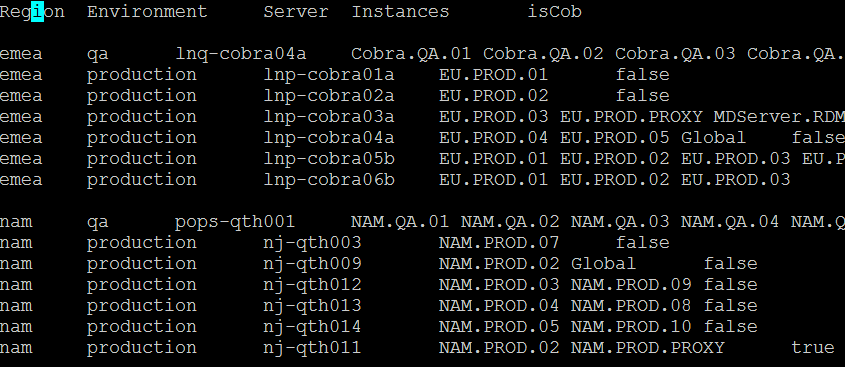 Region Environment Server Instances isCob
emea qa lnq-cobra04a Cobra.QA.01 Cobra.QA.02 Cobra.QA.03 Cobra.QA.
emea production lnp-cobra01a EU.PROD.01 false
emea production lnp-cobra02a EU.PROD.02 false
emea production lnp-cobra03a EU.PROD.03 EU.PROD.PROXY MDServer.RDM
emea production lnp-cobra04a EU.PROD.04 EU.PROD.05 Global false
emea production lnp-cobra05b EU.PROD.01 EU.PROD.02 EU.PROD.03 EU.P
emea production lnp-cobra06b EU.PROD.01 EU.PROD.02 EU.PROD.03
nam qa pops-qth001 NAM.QA.01 NAM.QA.02 NAM.QA.03 NAM.QA.04 NAM.Q
nam production nj-qth003 NAM.PROD.07 false
nam production nj-qth009 NAM.PROD.02 Global false
nam production nj-qth012 NAM.PROD.03 NAM.PROD.09 false
nam production nj-qth013 NAM.PROD.04 NAM.PROD.08 false
nam production nj-qth014 NAM.PROD.05 NAM.PROD.10 false
nam production nj-qth011 NAM.PROD.02 NAM.PROD.PROXY true